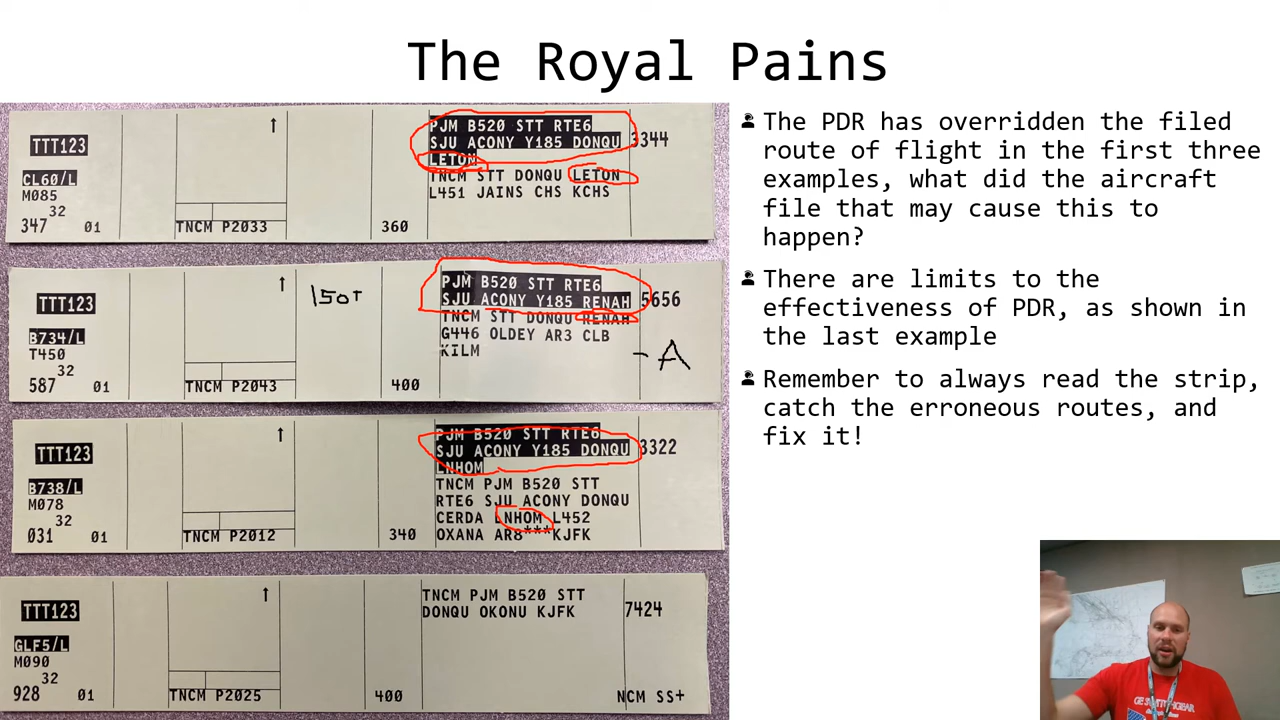 The Royal Pains
TTT123
CL60/L
M085
32
347 01
↑
TNCM P2033
360
PJM B520 STT RTE6
SJU ACONY Y185 DONQU
LETON
TNCM STT DONQU LETON
L451 JAINS CHS KCHS
3344
TTT123
B734/L
T450
32
587 01
↑
TNCM P2043
150↑
400
PJM B520 STT RTE6
SJU ACONY Y185 RENAH
TNCM STT DONQU RENAH
G446 OLDEY AR3 CLB
KILM
5656
- A
TTT123
B738/L
M078
32
031 01
↑
TNCM P2012
340
PJM B520 STT RTE6
SJU ACONY Y185 DONQU
LNHOM
TNCM PJM B520 STT
RTE6 SJU ACONY DONQU
CERDA LNHOM L452
OXANA AR8***KJFK
3322
TTT123
GLF5/L
M090
32
928 01
↑
TNCM P2025
400
TNCM PJM B520 STT
DONQU OKONU KJFK
7424
NCM SS+
The PDR has overridden the filed
route of flight in the first three
examples, what did the aircraft
file that may cause this to
happen?
There are limits to the
effectiveness of PDR, as shown in
the last example
Remember to always read the strip,
catch the erroneous routes, and
fix it!